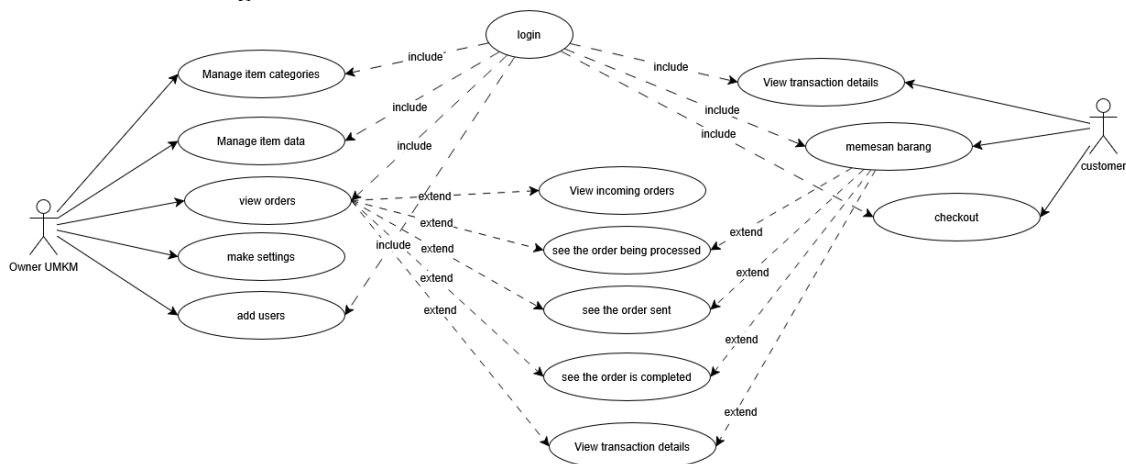 login
include
Manage item categories
include
View transaction details
include
include
Manage item data
include
include
memesan barang
customer
view orders
extend
View incoming orders
checkout
extend
include
see the order being processed
extend
Owner UMKM
make settings
extend
extend
extend
add users
extend
see the order sent
extend
see the order is completed
extend
View transaction details